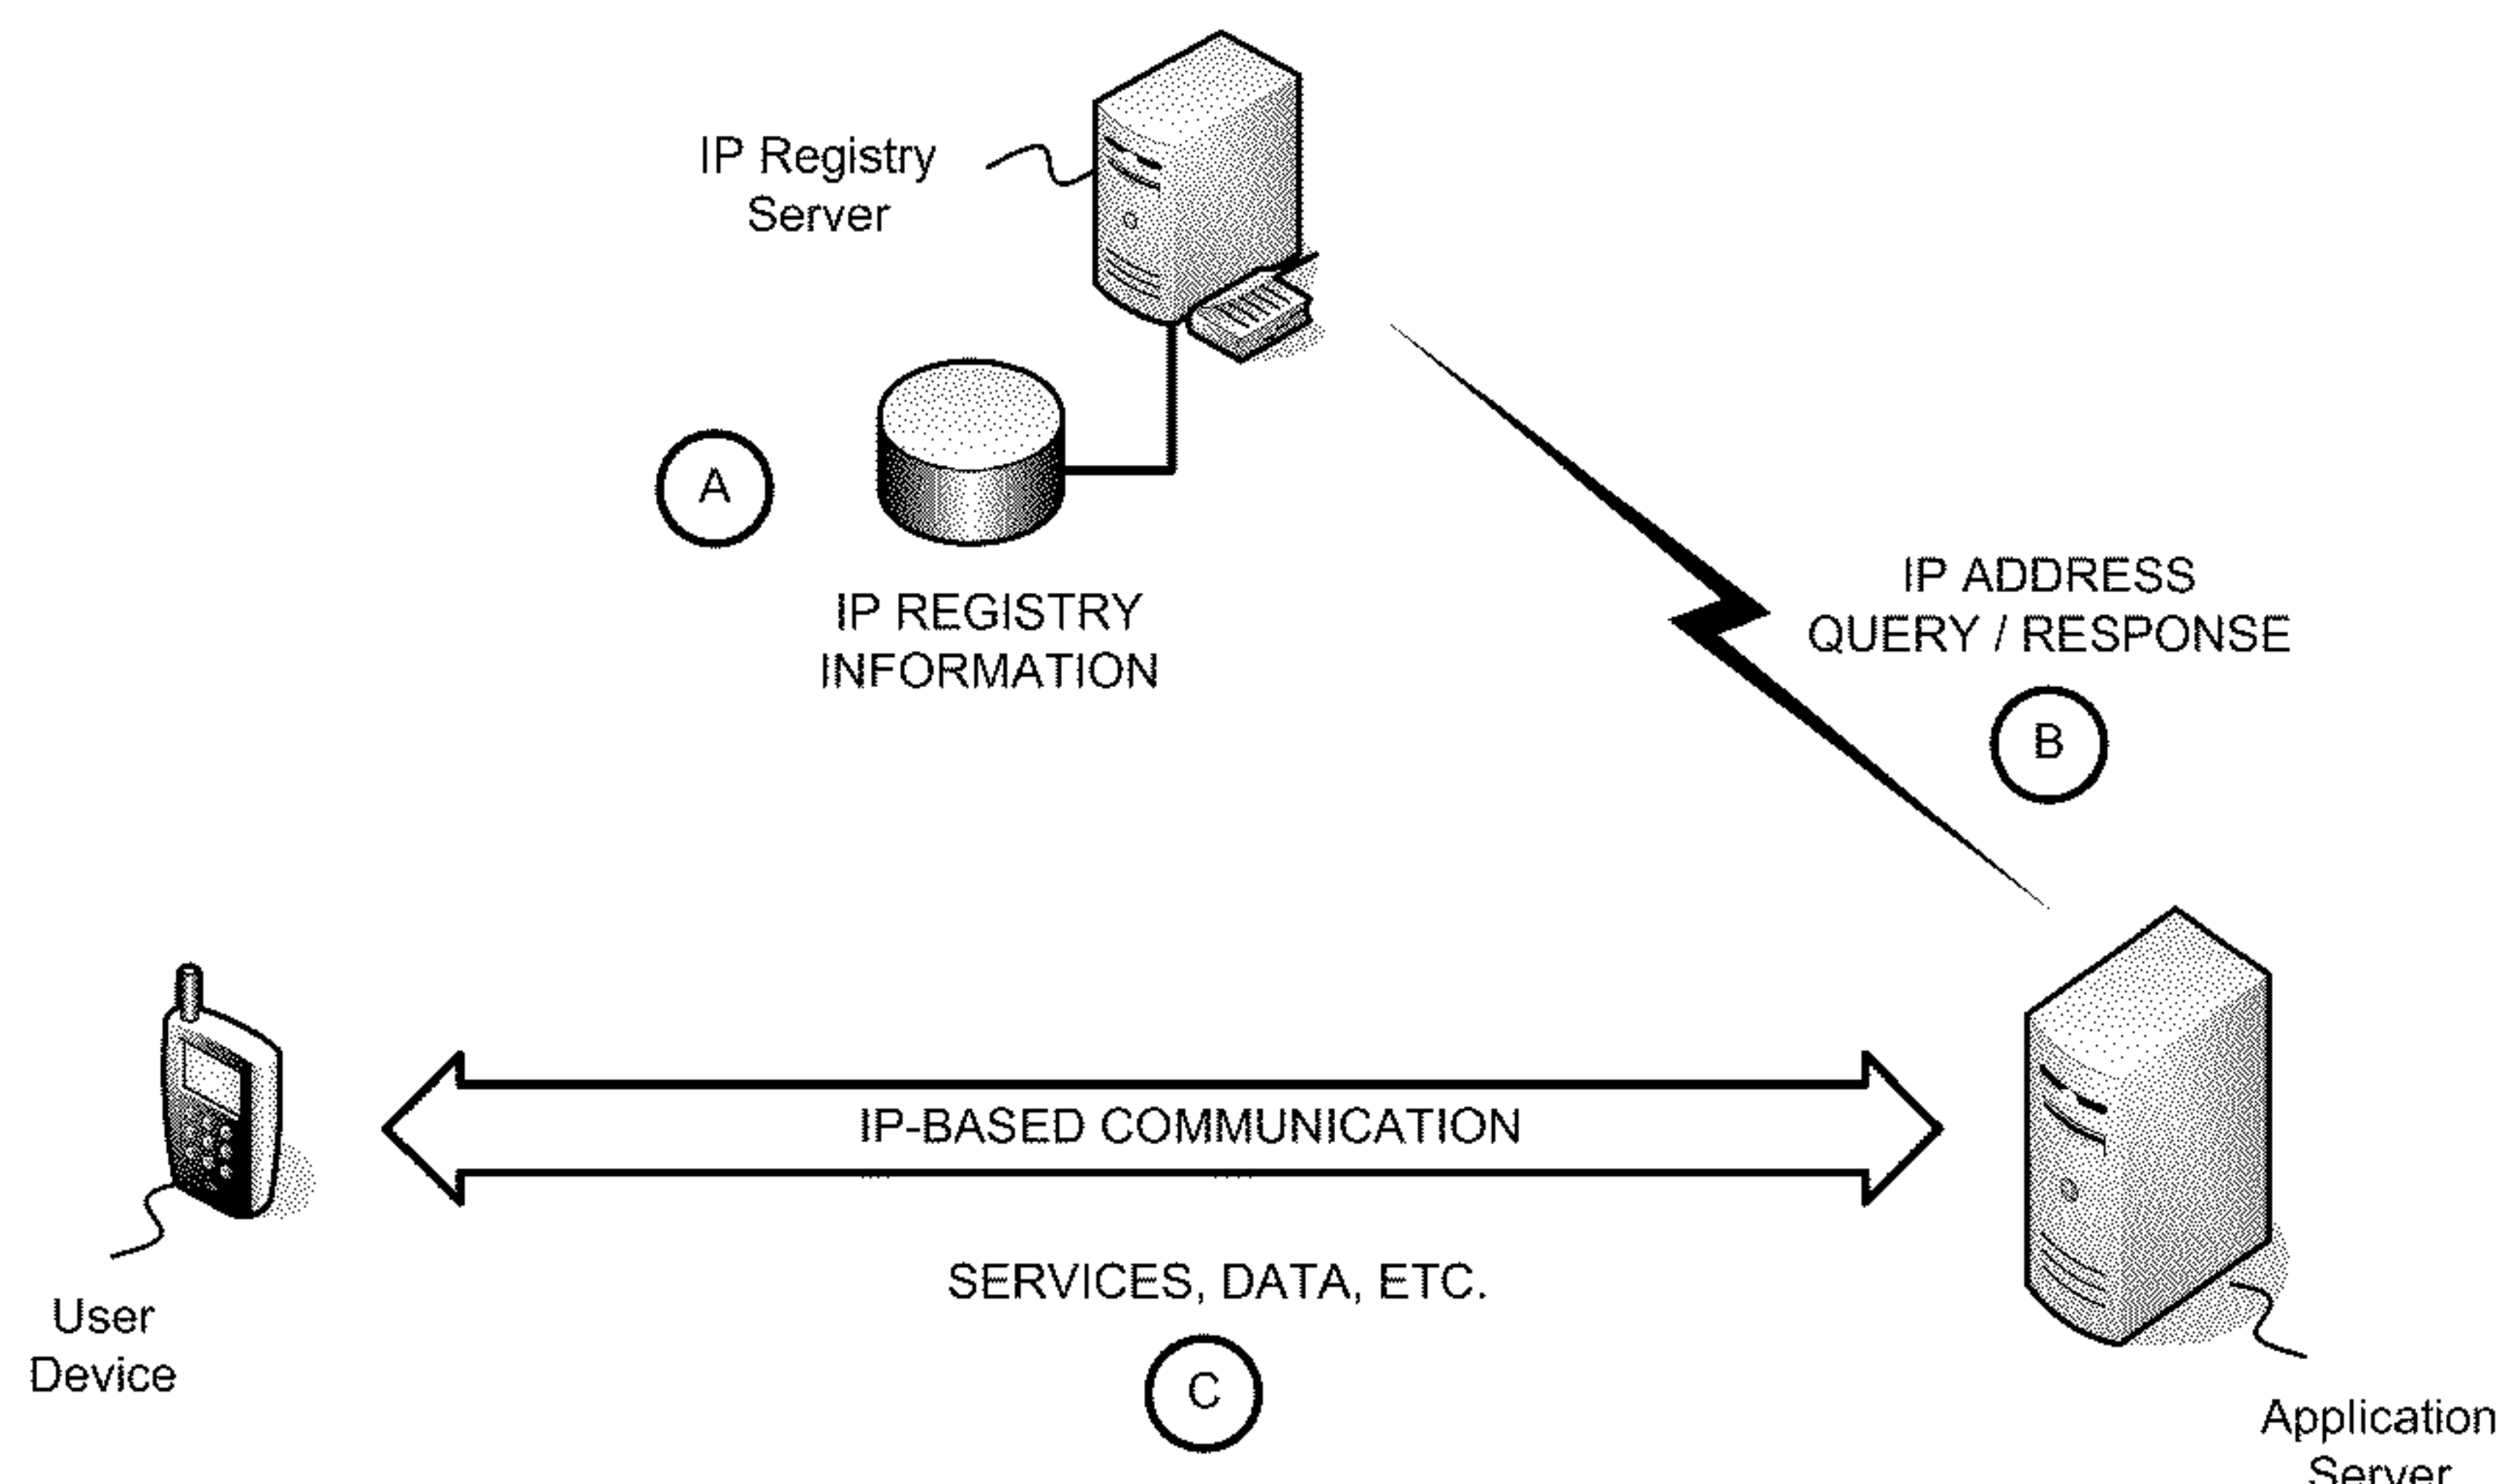 IP Registry
Server
A
IP REGISTRY
INFORMATION
IP ADDRESS
QUERY / RESPONSE
B
IP-BASED COMMUNICATION
SERVICES, DATA, ETC.
C
User
Device
Application
Server